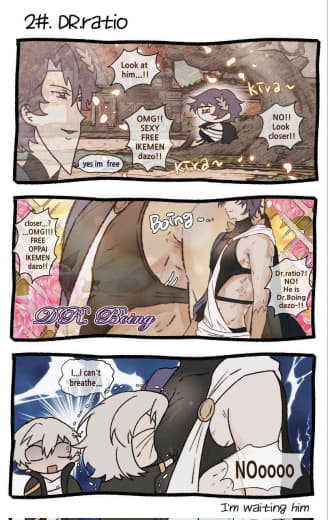 2#. DR.ratio
Look at
him...!!
OMG!!
SEXY
FREE
IKEMEN
dazo!!
Kira~
NO!!
Look
closer!!
yes im free
Kira~
closer...?
...OMG!!!
FREE
OPPAI
IKEMEN
dazo!!
Boing~...
Dr.ratio?!
NO!
He is
Dr.Boing
dazo-!!
DR. Boing
I...I can't
breathe...
NOoooo
I'm waiting him